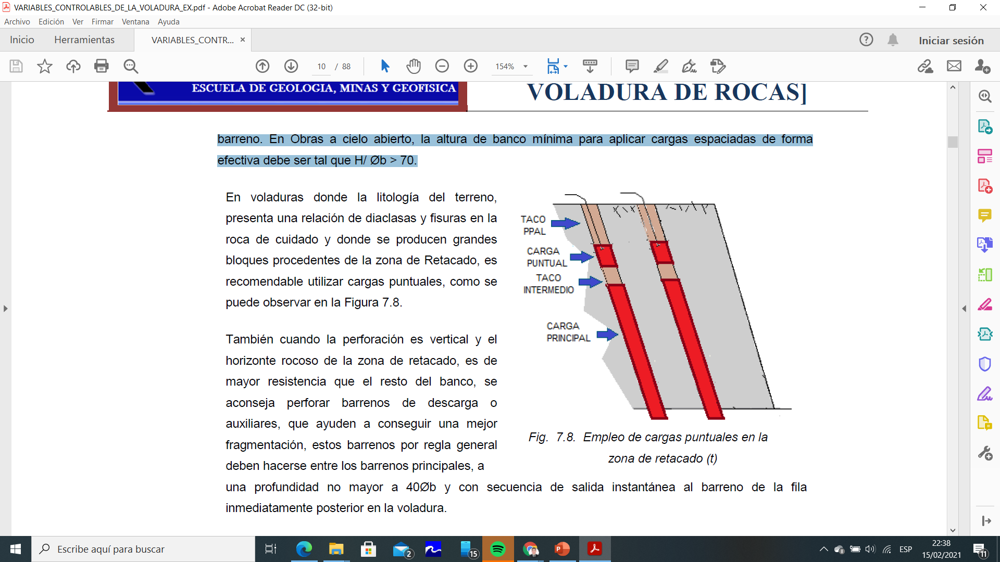 VARIABLES_CONTROLABLES_DE_LA_VOLADURA_EX.pdf - Adobe Acrobat Reader DC (32-bit)
Archivo Edición Ver Firmar Ventana Ayuda
Inicio Herramientas VARIABLES_CONTR... Iniciar sesión
10 / 88 154%
ESCUELA DE GEOLOGIA, MINAS Y GEOFISICA
VOLADURA DE ROCAS]
barreno. En Obras a cielo abierto, la altura de banco mínima para aplicar cargas espaciadas de forma
efectiva debe ser tal que H/ Øb > 70.
En voladuras donde la litología del terreno,
presenta una relación de diaclasas y fisuras en la
roca de cuidado y donde se producen grandes
bloques procedentes de la zona de Retacado, es
recomendable utilizar cargas puntuales, como se
puede observar en la Figura 7.8.
También cuando la perforación es vertical y el
horizonte rocoso de la zona de retacado, es de
mayor resistencia que el resto del banco, se
aconseja perforar barrenos de descarga o
auxiliares, que ayuden a conseguir una mejor
fragmentación, estos barrenos por regla general
deben hacerse entre los barrenos principales, a
una profundidad no mayor a 40Øb y con secuencia de salida instantánea al barreno de la fila
inmediatamente posterior en la voladura.
TACO
PPAL
CARGA
PUNTUAL
TACO
INTERMEDIO
CARGA
PRINCIPAL
Fig. 7.8. Empleo de cargas puntuales en la
zona de retacado (t)
Escribe aquí para buscar
2
15
ESP
22:38
15/02/2021
11